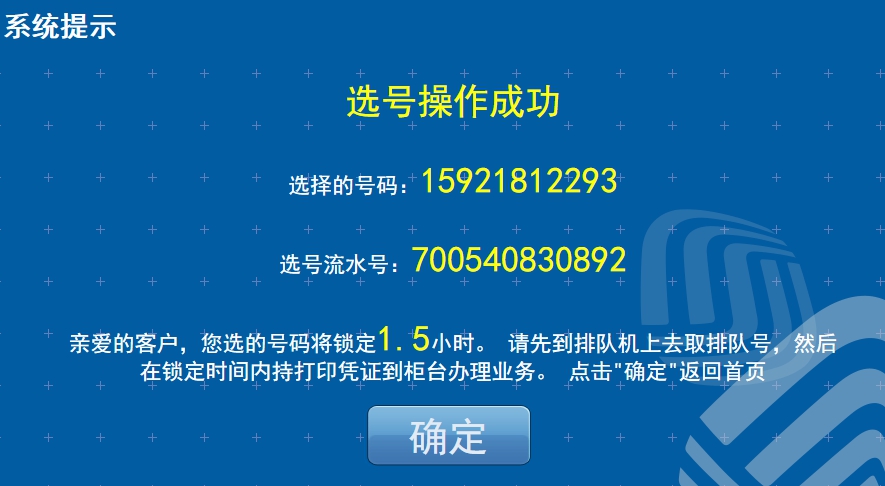 系统提示
选号操作成功
选择的号码：15921812293
选号流水号：700540830892
亲爱的客户，您选的号码将锁定1.5小时。 请先到排队机上去取排队号，然后
在锁定时间内持打印凭证到柜台办理业务。 点击"确定"返回首页
确定